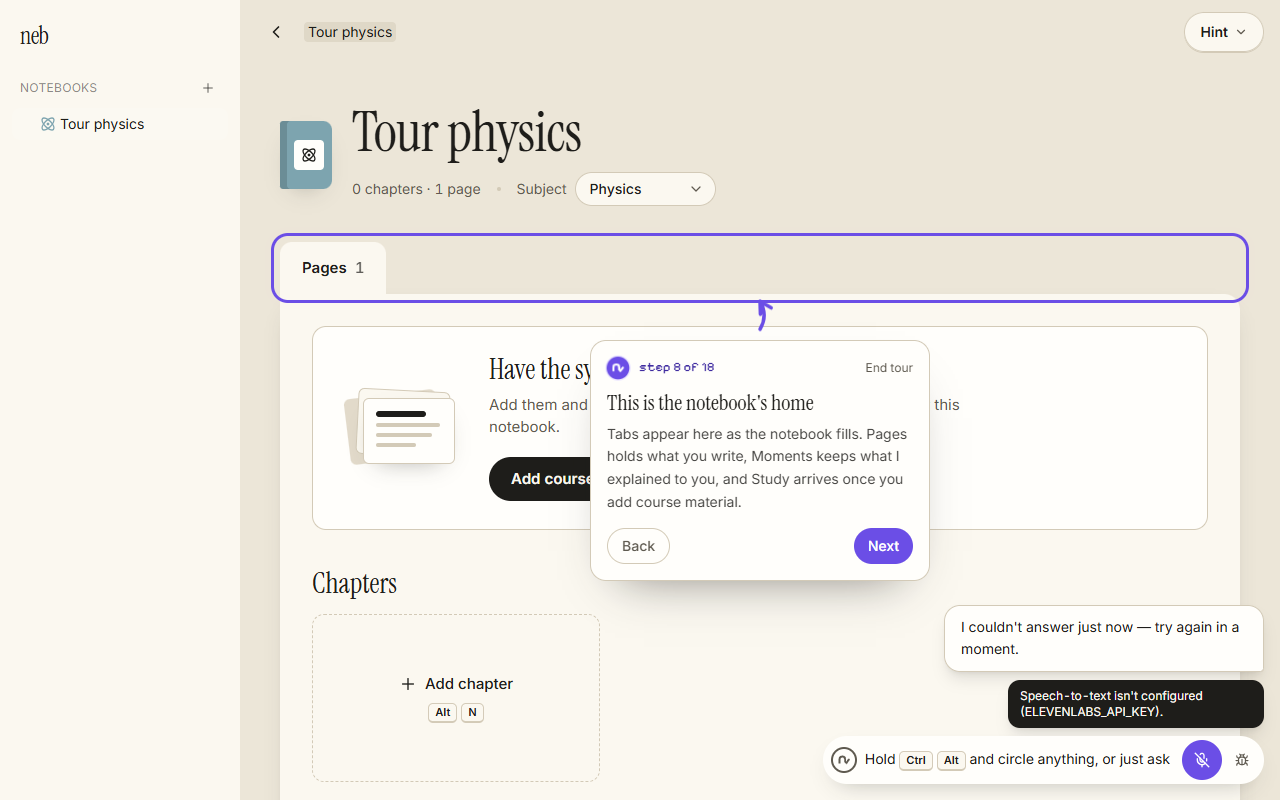 neb
NOTEBOOKS
Tour physics
Tour physics
Hint
Tour physics
0 chapters · 1 page
Subject
Physics
Pages 1
Have the sy
Add them and
this
notebook.
Add course
step 8 of 18
End tour
This is the notebook's home
Tabs appear here as the notebook fills. Pages
holds what you write, Moments keeps what I
explained to you, and Study arrives once you
add course material.
Back
Next
Chapters
+ Add chapter
Alt N
I couldn't answer just now — try again in a
moment.
Speech-to-text isn't configured
(ELEVENLABS_API_KEY).
Hold Ctrl Alt and circle anything, or just ask